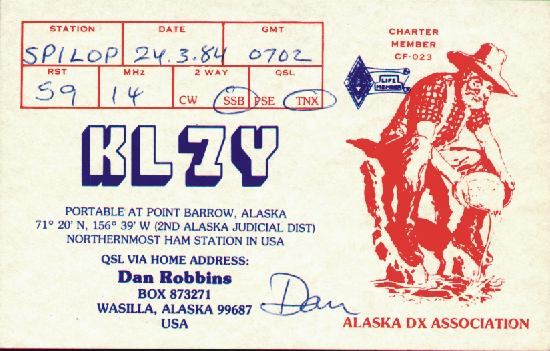 STATION DATE GMT
SP1LOP 24.3.84 0702
RST MHz 2 WAY QSL
59 14 CW SSB PSE TNX
CHARTER
MEMBER
CF-023
LIFE
MEMBER
KL7Y
PORTABLE AT POINT BARROW, ALASKA
71° 20' N, 156° 39' W (2ND ALASKA JUDICIAL DIST)
NORTHERNMOST HAM STATION IN USA
QSL VIA HOME ADDRESS:
Dan Robbins
BOX 873271
WASILLA, ALASKA 99687
USA
Dan
ALASKA DX ASSOCIATION